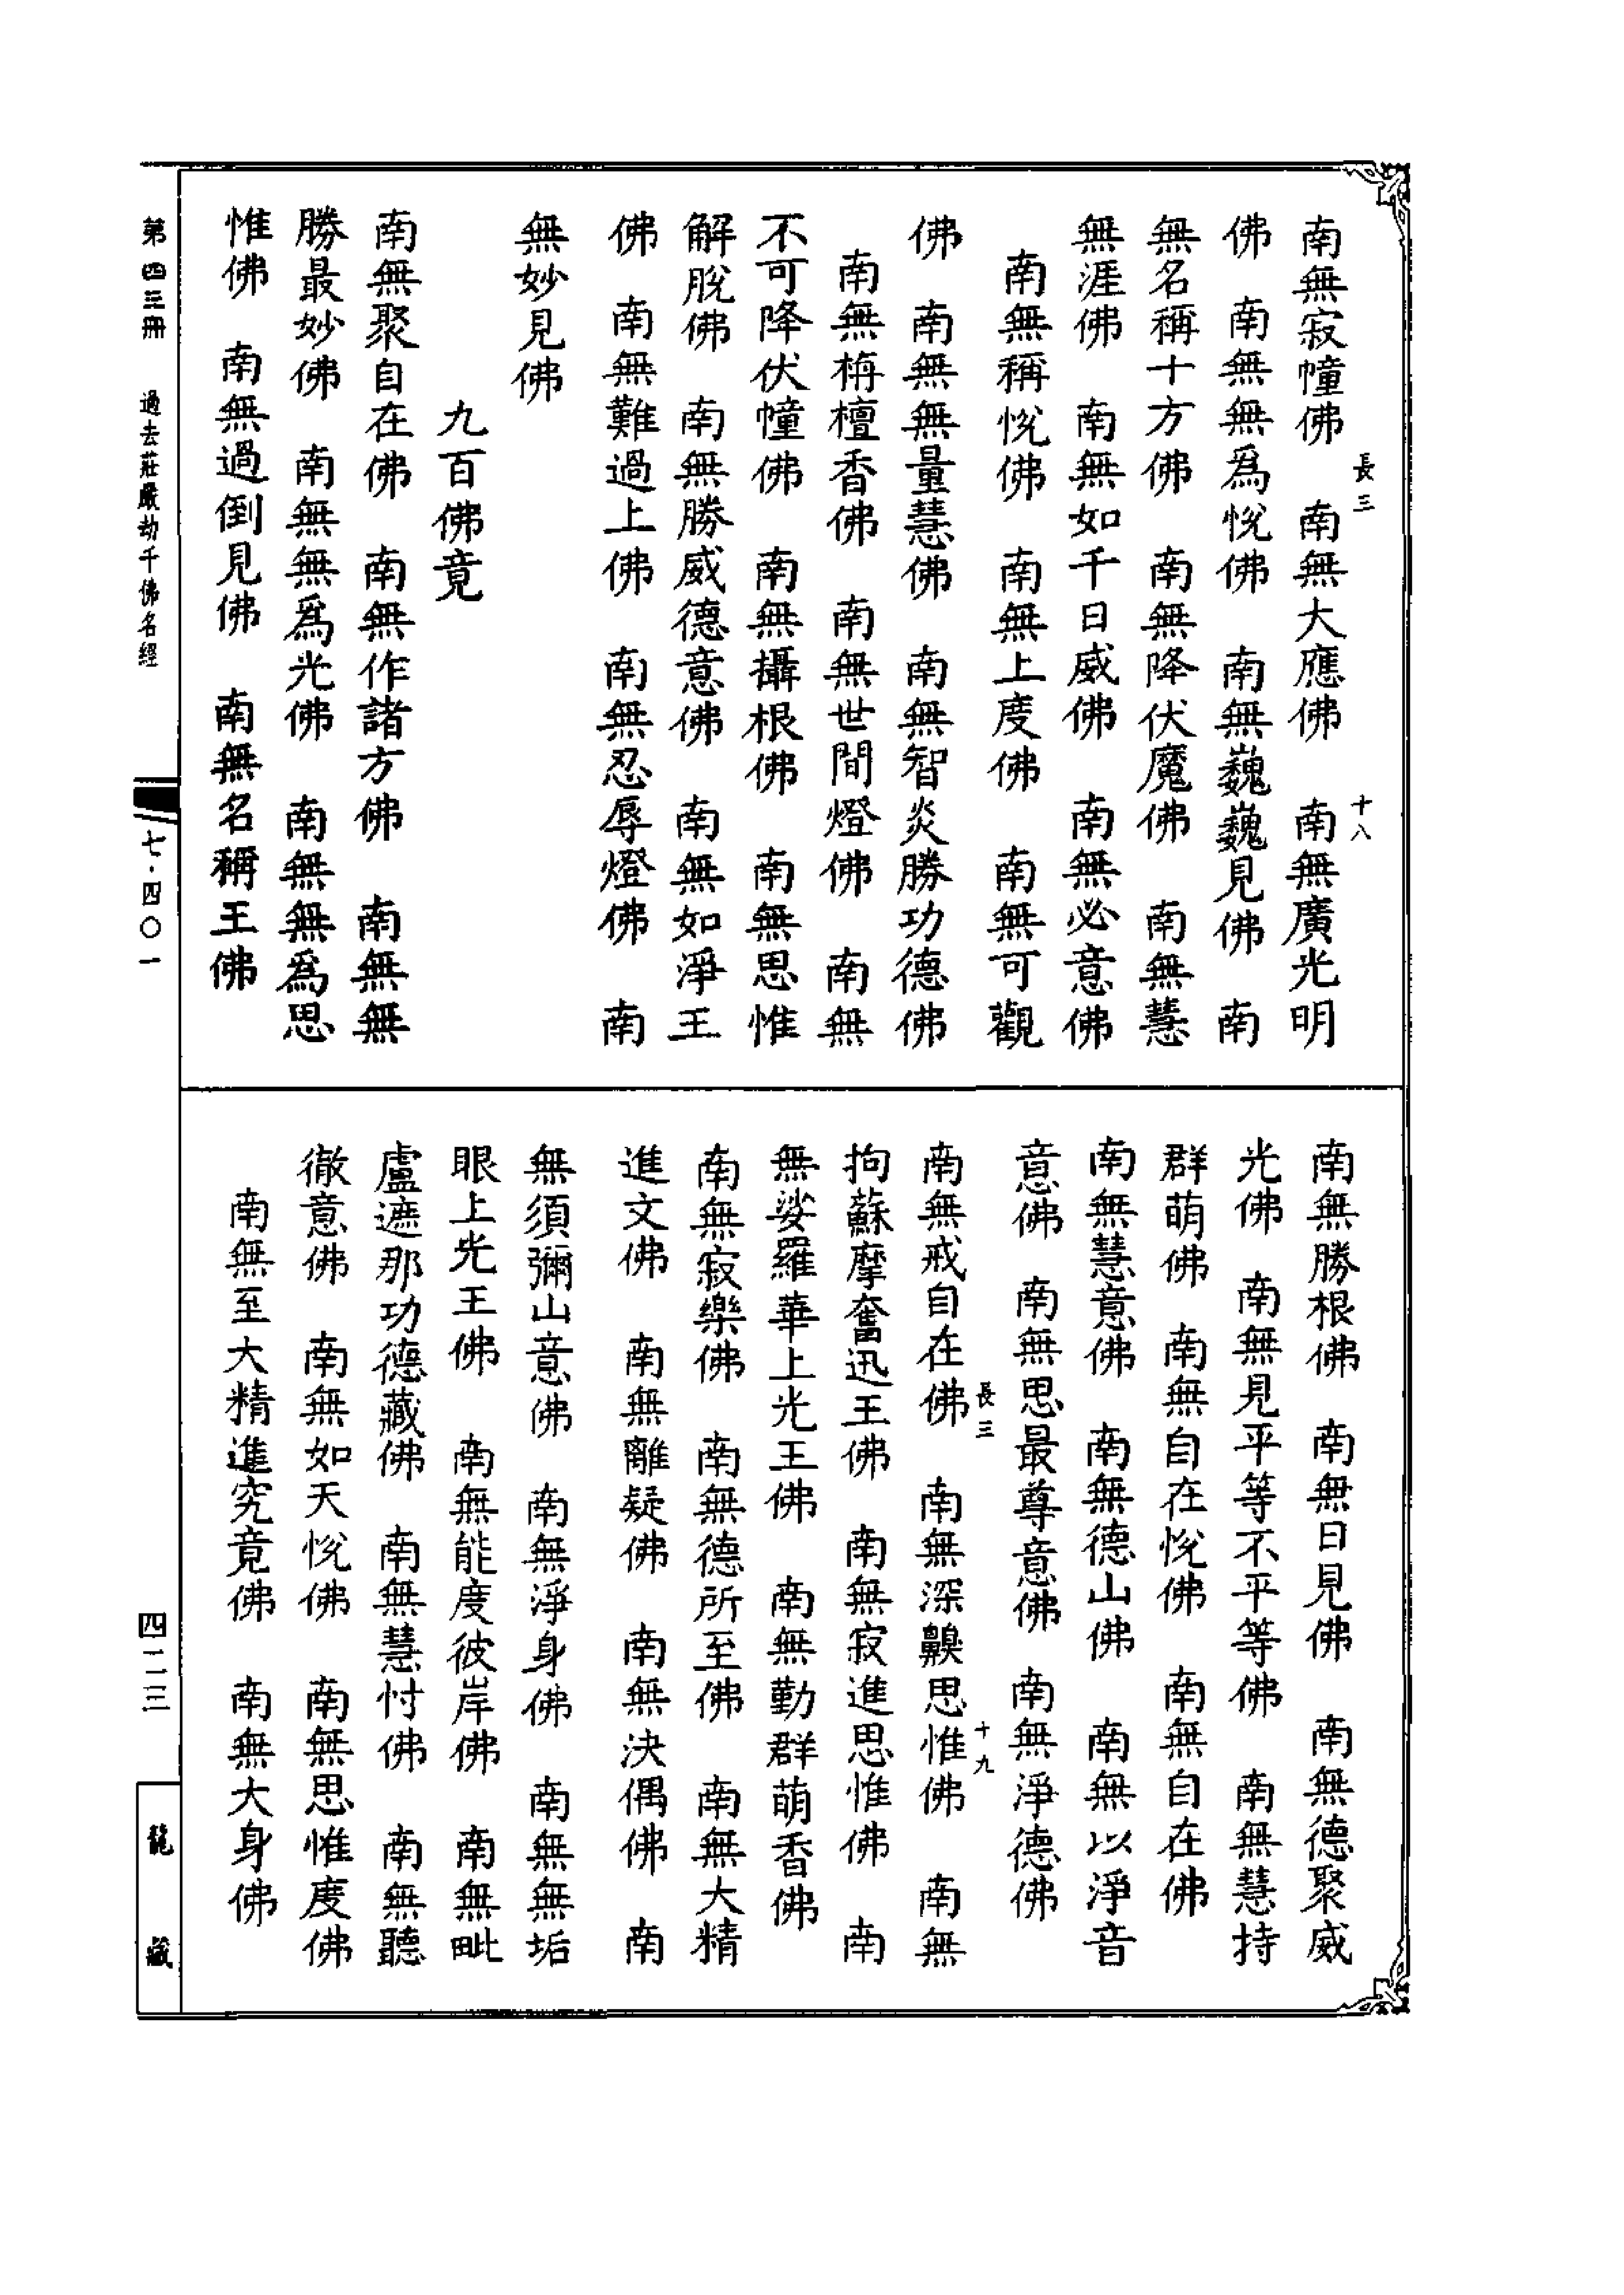 長三　十八
南無寂幢佛　南無大應佛　南無廣光明
佛　南無無爲悅佛　南無巍巍見佛　南
無名稱十方佛　南無降伏魔佛　南無慧
無涯佛　南無如千日威佛　南無必意佛
南無稱悅佛　南無上度佛　南無可觀
佛　南無無量慧佛　南無智炎勝功德佛
南無栴檀香佛　南無世間燈佛　南無
不可降伏幢佛　南無攝根佛　南無思惟
解脫佛　南無勝威德意佛　南無如淨王
佛　南無難過上佛　南無忍辱燈佛　南
無妙見佛
九百佛竟
南無聚自在佛　南無作諸方佛　南無無
勝最妙佛　南無無爲光佛　南無無爲思
惟佛　南無過倒見佛　南無名稱王佛
南無勝根佛　南無日見佛　南無德聚威
光佛　南無見平等不平等佛　南無慧持
群萌佛　南無自在悅佛　南無自在佛
南無慧意佛　南無德山佛　南無以淨音
意佛　南無思最尊意佛　南無淨德佛
長三　十九
南無戒自在佛　南無深齅思惟佛　南無
拘蘇摩奮迅王佛　南無寂進思惟佛　南
無娑羅華上光王佛　南無勤群萌香佛
南無寂樂佛　南無德所至佛　南無大精
進文佛　南無離疑佛　南無決偶佛　南
無須彌山意佛　南無淨身佛　南無無垢
眼上光王佛　南無能度彼岸佛　南無毗
盧遮那功德藏佛　南無慧忖佛　南無聽
徹意佛　南無如天悅佛　南無思惟度佛
南無至大精進究竟佛　南無大身佛
第四三冊　過去莊嚴劫千佛名經　七·四〇一　四二三　龍藏